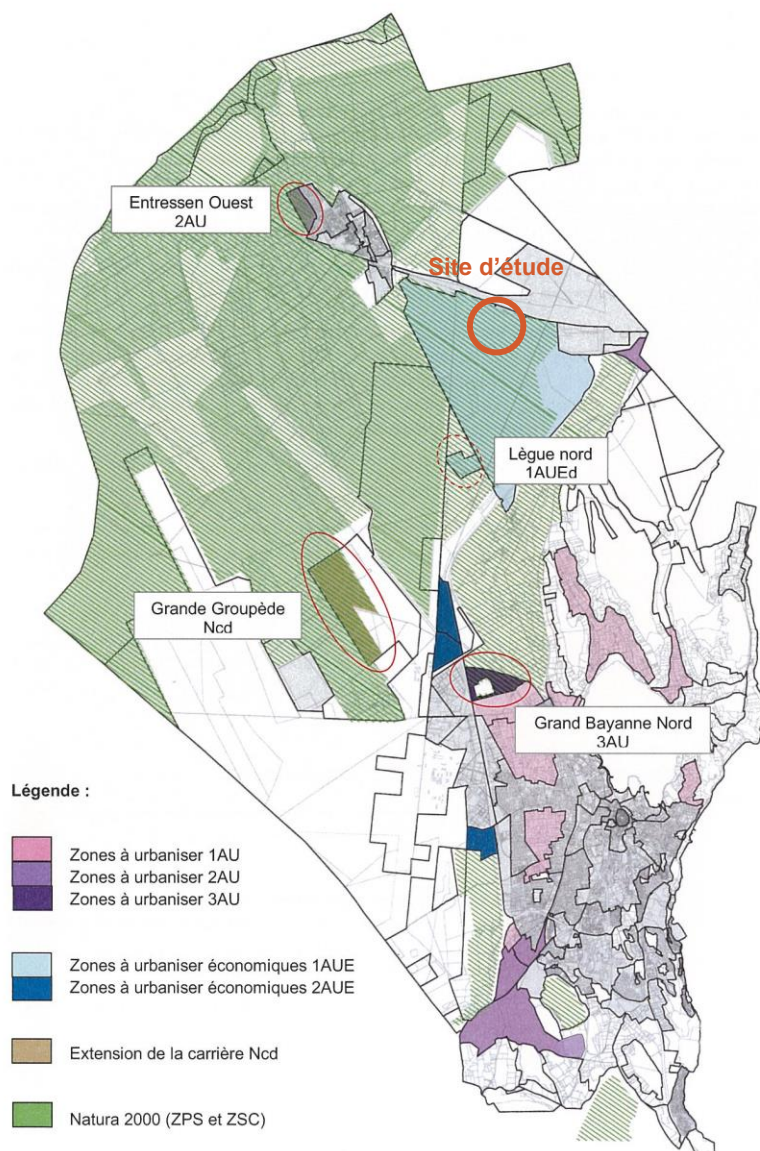 Entressen Ouest
2AU
Site d'étude
Lègue nord
1AUEd
Grande Groupède
Ncd
Grand Bayanne Nord
3AU
Légende :
Zones à urbaniser 1AU
Zones à urbaniser 2AU
Zones à urbaniser 3AU
Zones à urbaniser économiques 1AUE
Zones à urbaniser économiques 2AUE
Extension de la carrière Ncd
Natura 2000 (ZPS et ZSC)